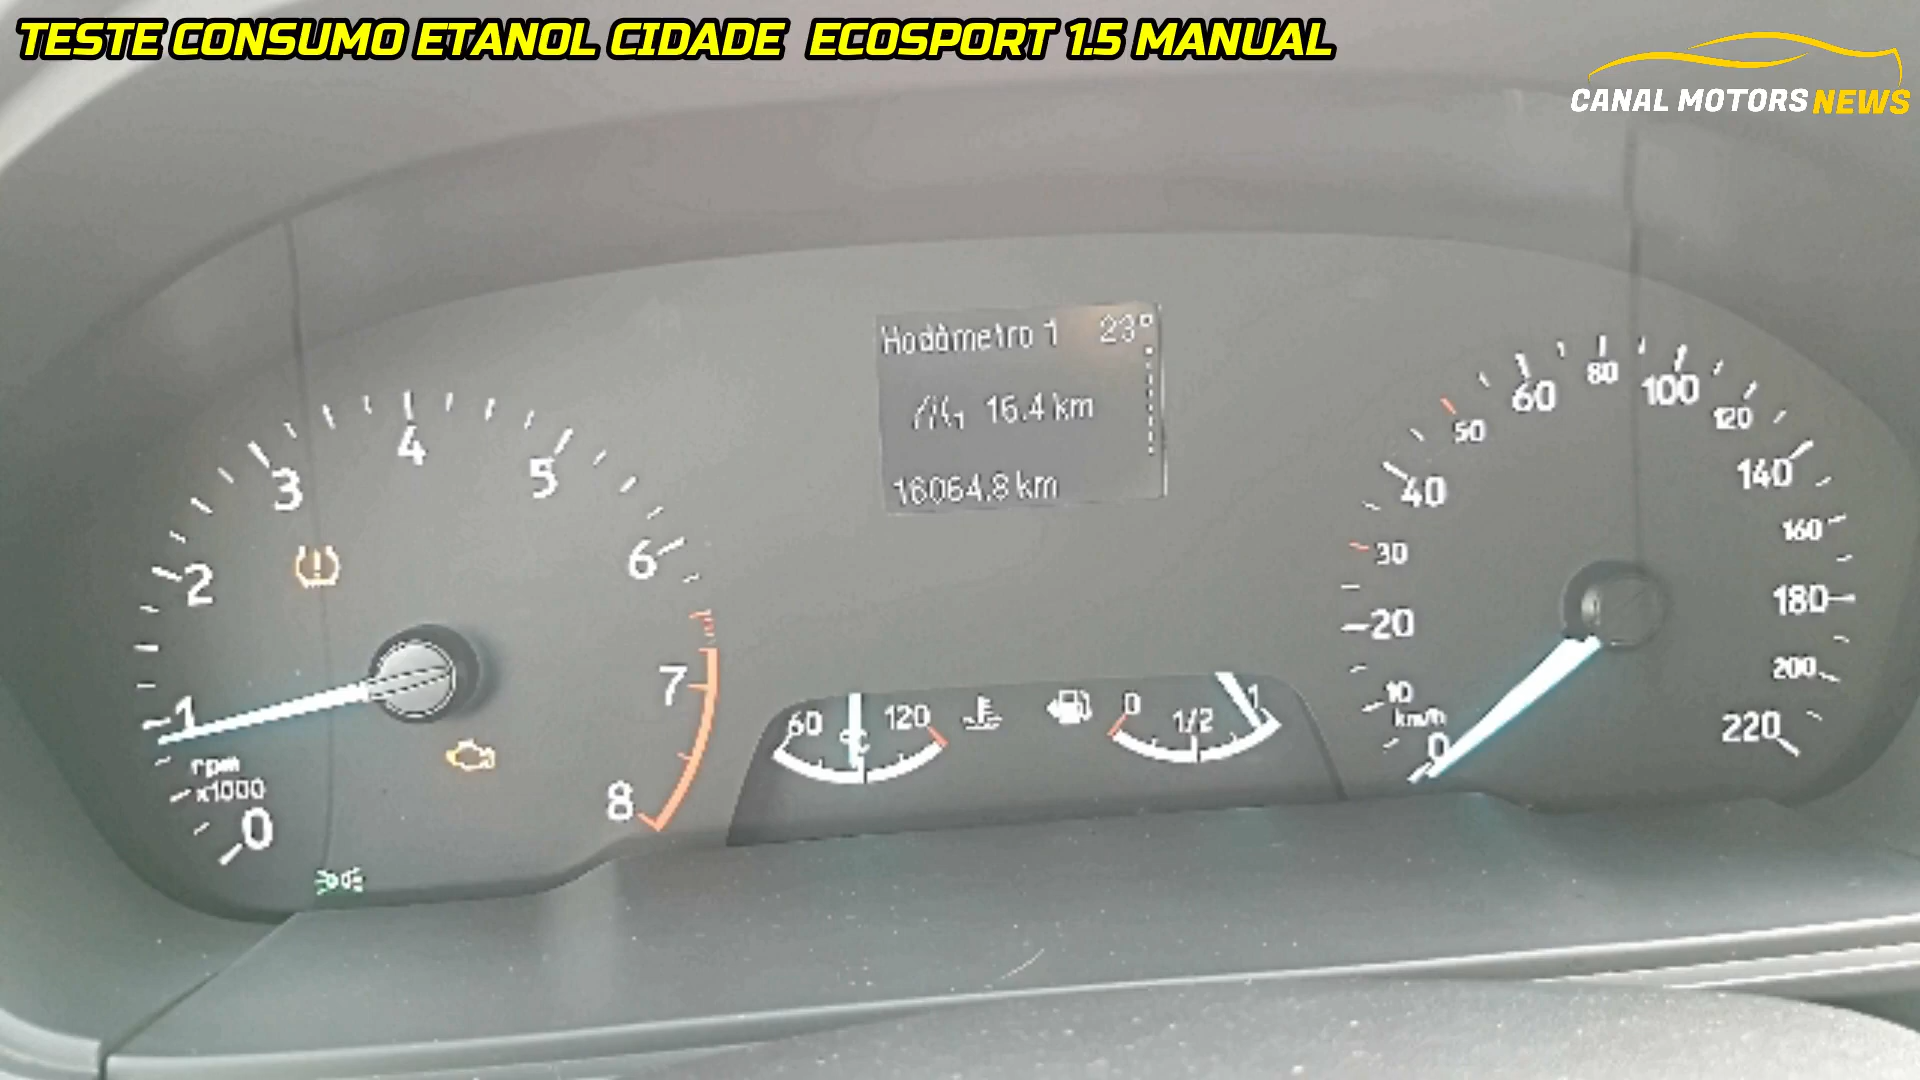 TESTE CONSUMO ETANOL CIDADE ECOSPORT 1.5 MANUAL
CANAL MOTORS NEWS
Hodômetro 1 23°
1 16.4 km
16064.8 km
0
1
2
3
4
5
6
7
8
rpm
x1000
60 120
°C
0 1/2 1
0
10
20
30
40
50
60
80
100
120
140
160
180
200
220
km/h